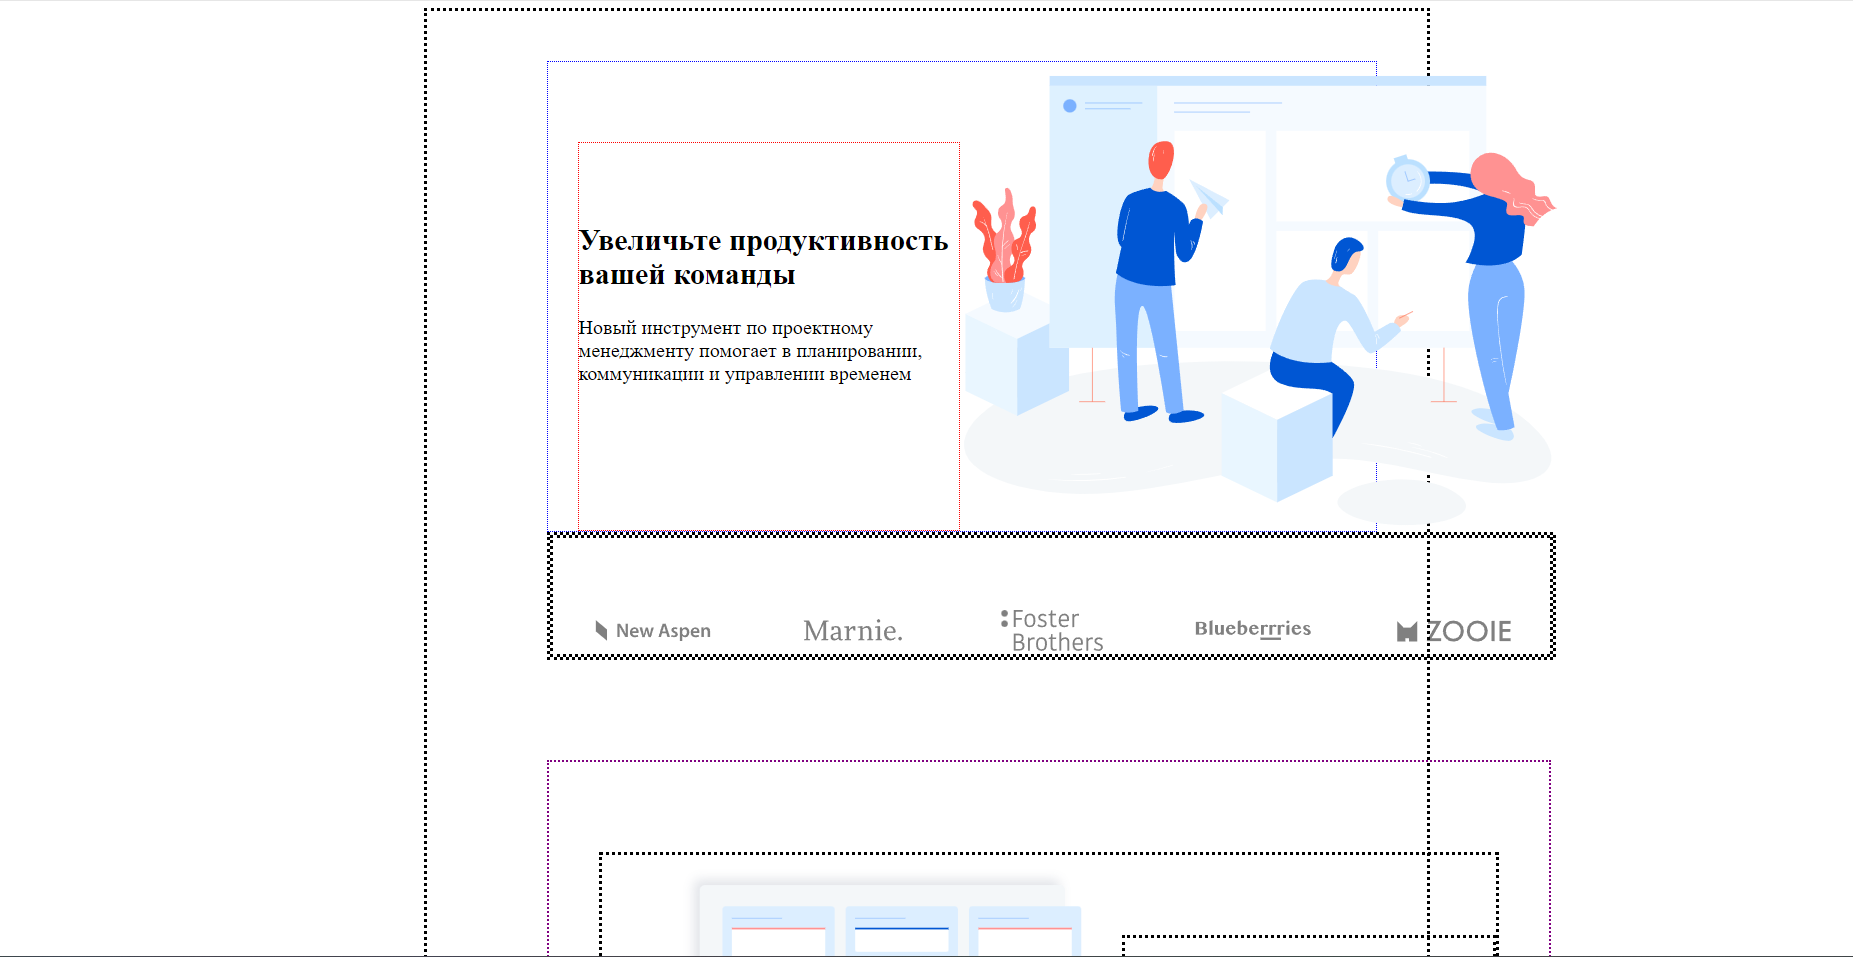 Увеличьте продуктивность
вашей команды
Новый инструмент по проектному
менеджменту помогает в планировании,
коммуникации и управлении временем
New Aspen
Marnie.
Foster
Brothers
Blueberrries
ZOOIE